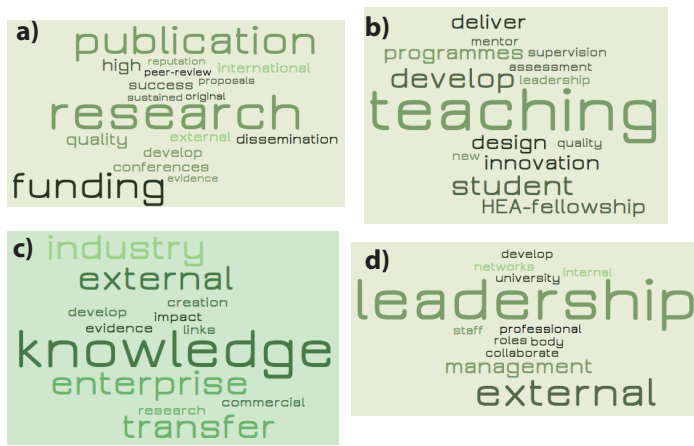 a)
publication
high reputation
peer-review international
success proposals
sustained original
research
quality external dissemination
develop
conferences
funding evidence
b)
deliver
mentor
programmes supervision
assessment
develop leadership
teaching
design quality
new innovation
student
HEA-fellowship
c)
industry
external
creation
develop impact
evidence links
knowledge
enterprise
commercial
research
transfer
d)
develop
networks internal
university
leadership
staff professional
roles body
collaborate
management
external